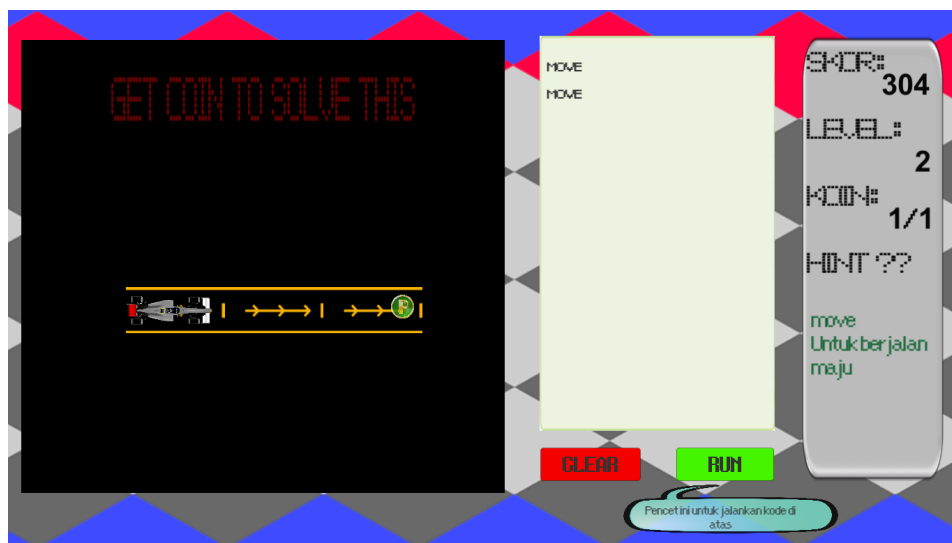 GET COIN TO SOLVE THIS
MOVE
MOVE
CLEAR
RUN
Pencet ini untuk jalankan kode di
atas
SKOR:
304
LEVEL:
2
KOIN:
1/1
HINT ??
move
Untuk berjalan
maju